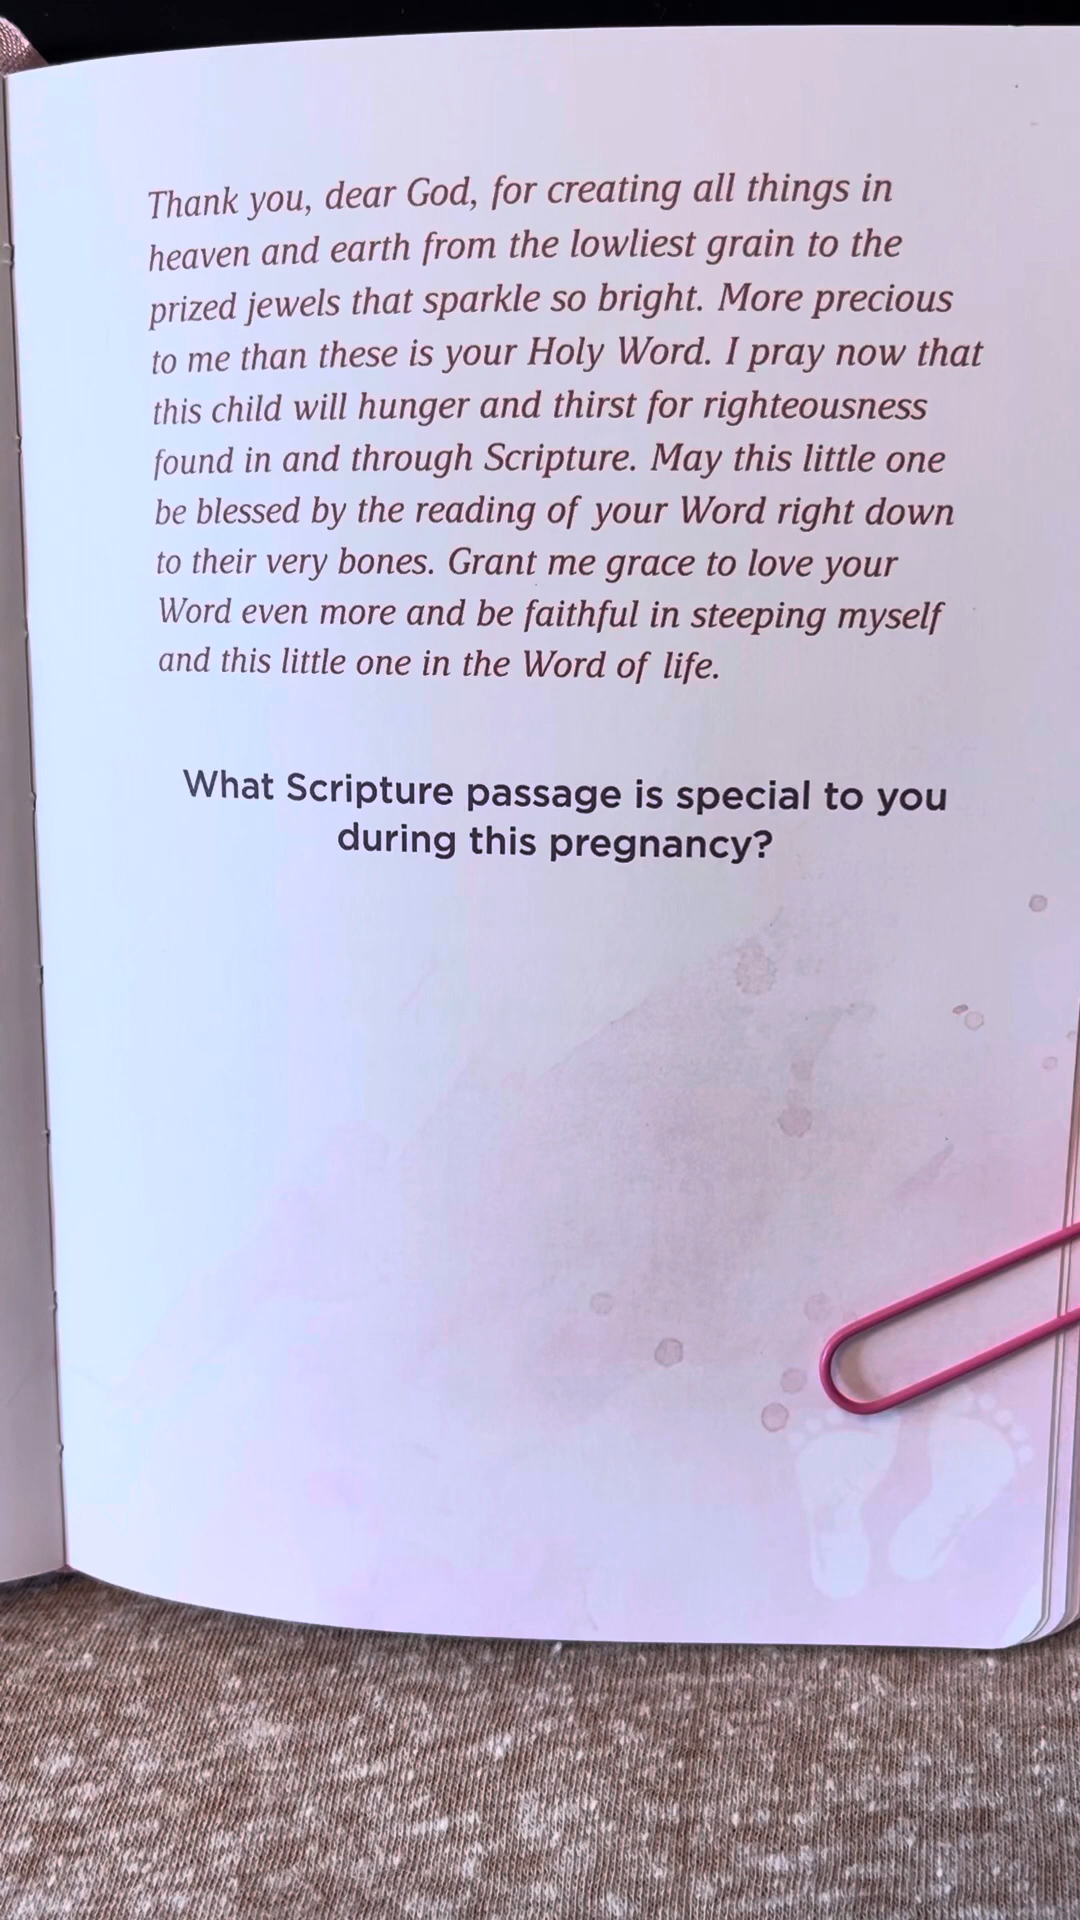 Thank you, dear God, for creating all things in
heaven and earth from the lowliest grain to the
prized jewels that sparkle so bright. More precious
to me than these is your Holy Word. I pray now that
this child will hunger and thirst for righteousness
found in and through Scripture. May this little one
be blessed by the reading of your Word right down
to their very bones. Grant me grace to love your
Word even more and be faithful in steeping myself
and this little one in the Word of life.
What Scripture passage is special to you
during this pregnancy?